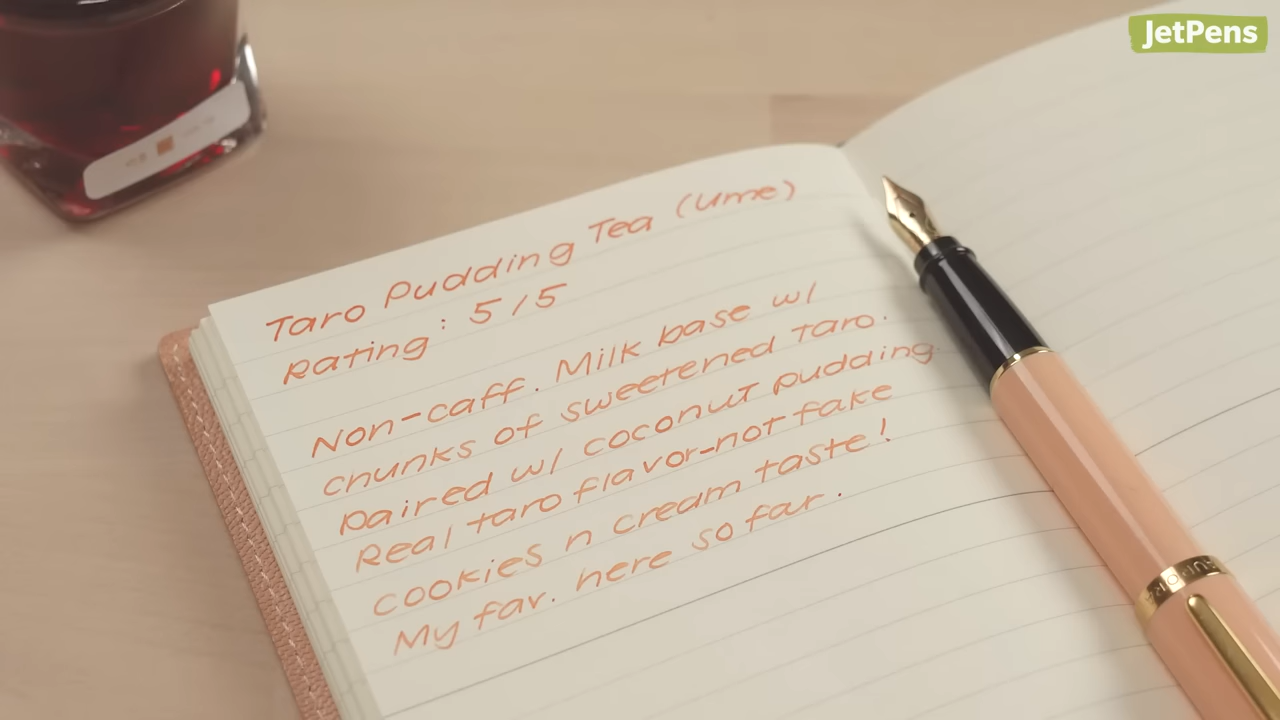 JetPens
Taro Pudding Tea (Ume)
Rating : 5/5
Non-caff. Milk base w/
chunks of sweetened taro.
paired w/ coconut pudding
Real taro flavor-not fake
cookies n cream taste!
My fav. here so far.